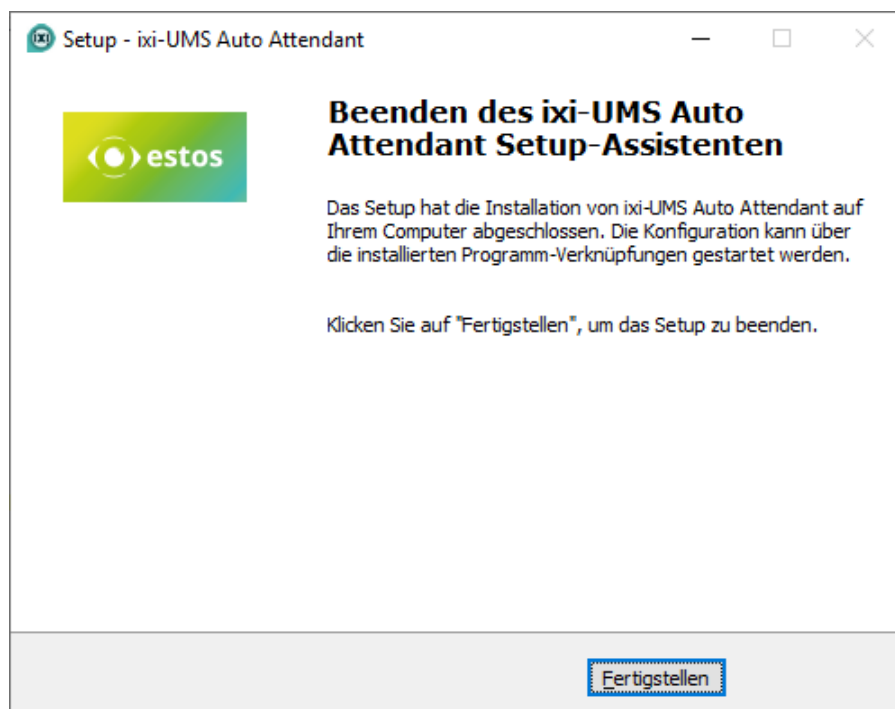 Setup - ixi-UMS Auto Attendant
estos
Beenden des ixi-UMS Auto
Attendant Setup-Assistenten
Das Setup hat die Installation von ixi-UMS Auto Attendant auf
Ihrem Computer abgeschlossen. Die Konfiguration kann über
die installierten Programm-Verknüpfungen gestartet werden.
Klicken Sie auf "Fertigstellen", um das Setup zu beenden.
Fertigstellen